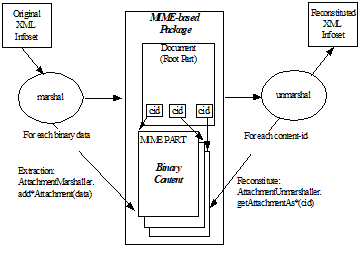 Original
XML
Infoset
MIME-based
Package
Reconstituted
XML
Infoset
Document
(Root Part)
marshal
unmarshal
cid
cid
cid
For each binary data
MIME PART
For each content-id
Binary
Content
Extraction:
AttachmentMarshaller.
add*Attachment(data)
Reconstitute:
AttachmentUnmarshaller.
getAttachmentAs*(cid)